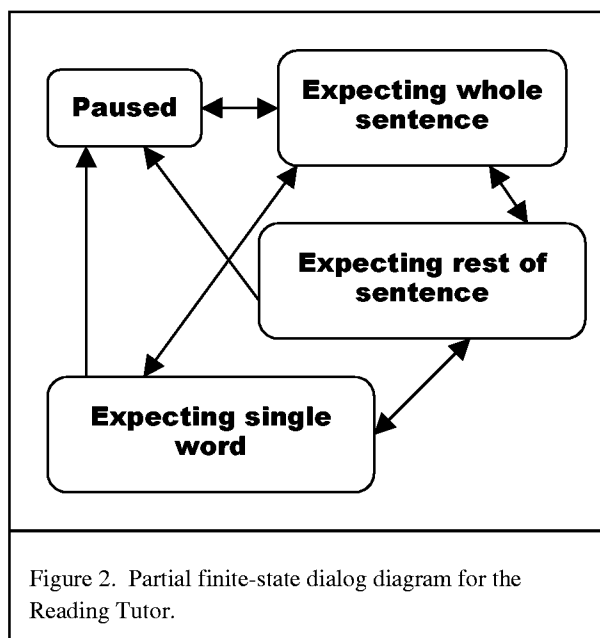 Paused
Expecting whole
sentence
Expecting rest of
sentence
Expecting single
word
Figure 2. Partial finite-state dialog diagram for the
Reading Tutor.